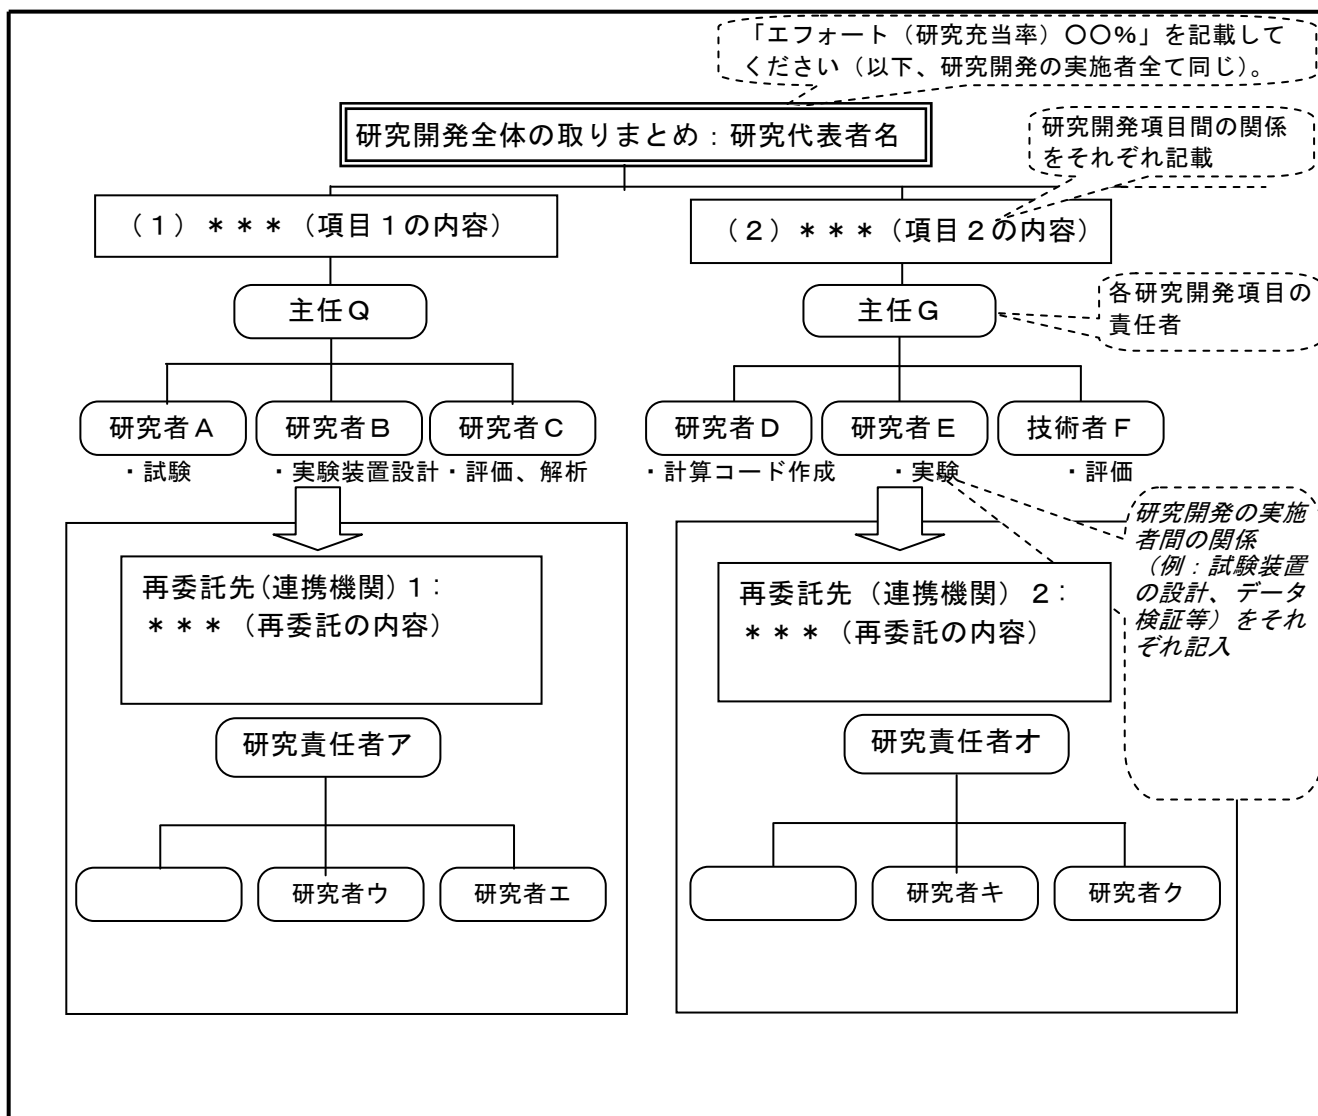 「エフォート（研究充当率）〇〇%」を記載して
ください（以下、研究開発の実施者全て同じ）。
研究開発全体の取りまとめ：研究代表者名
研究開発項目間の関係
をそれぞれ記載
（１）＊＊＊（項目１の内容）
（２）＊＊＊（項目２の内容）
主任Ｑ
主任Ｇ
各研究開発項目の
責任者
研究者Ａ
研究者Ｂ
研究者Ｃ
研究者Ｄ
研究者Ｅ
技術者Ｆ
・試験
・実験装置設計
・評価、解析
・計算コード作成
・実験
・評価
研究開発の実施
者間の関係
（例：試験装置
の設計、データ
検証等）をそれ
ぞれ記入
再委託先（連携機関）１：
＊＊＊（再委託の内容）
再委託先（連携機関）２：
＊＊＊（再委託の内容）
研究責任者ア
研究責任者オ
研究者ウ
研究者エ
研究者キ
研究者ク